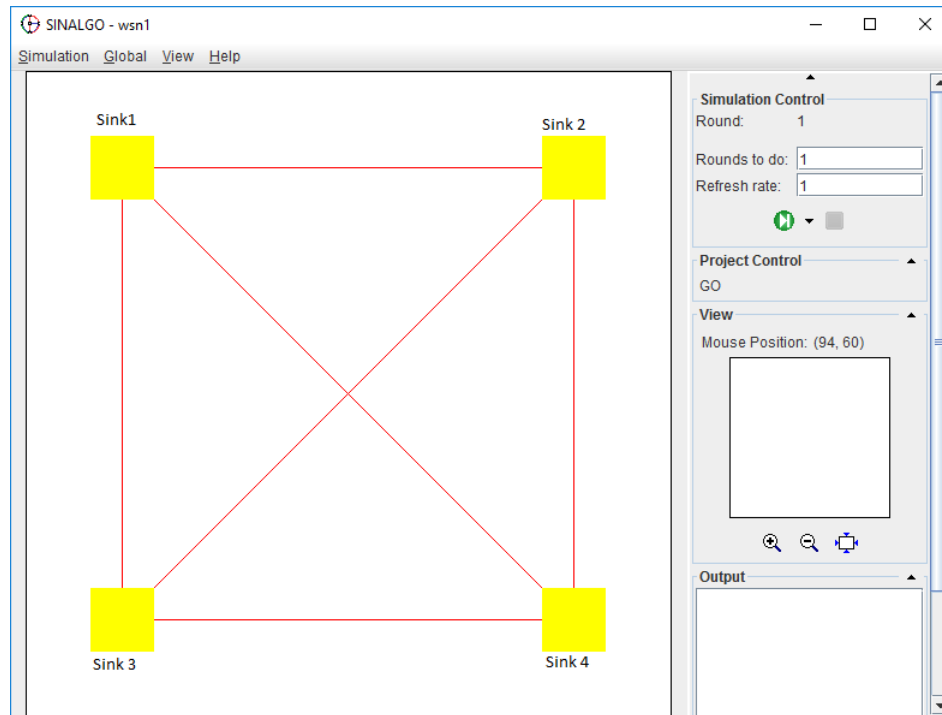 SINALGO - wsn1
Simulation Global View Help
Sink1
Sink 2
Sink 3
Sink 4
Simulation Control
Round: 1
Rounds to do: 1
Refresh rate: 1
Project Control
GO
View
Mouse Position: (94, 60)
Output